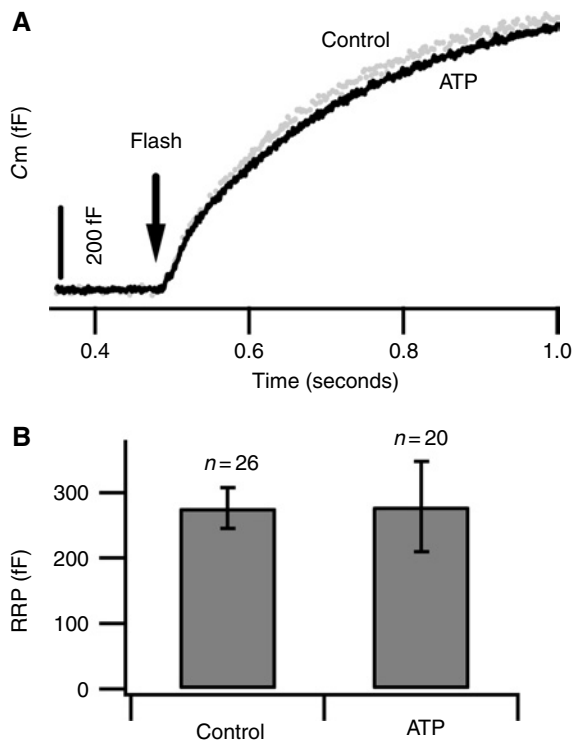 A
Control
ATP
Cm (fF)
Flash
200 fF
0.4 0.6 0.8 1.0
Time (seconds)
B
n = 26
n = 20
RRP (fF)
300
200
100
0
Control ATP